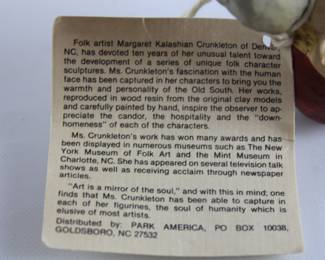 Folk artist Margaret Kalashian Crunkleton of Denver,
NC, has devoted ten years of her unusual talent toward
the development of a series of unique folk character
sculptures. Ms. Crunkleton's fascination with the human
face has been captured in her characters to bring you the
warmth and personality of the Old South. Her works,
reproduced in wood resin from the original clay models
and carefully painted by hand, inspire the observer to ap-
preciate the candor, the hospitality and the "down-
homeness" of each of the characters.
Ms. Crunkleton's work has won many awards and has
been displayed in numerous museums such as The New
York Museum of Folk Art and the Mint Museum in
Charlotte, NC. She has appeared on several television talk
shows as well as receiving acclaim through newspaper
articles.
"Art is a mirror of the soul," and with this in mind; one
finds that Ms. Crunkleton has been able to capture in
each of her figurines, the soul of humanity which is
elusive of most artists.
Distributed by: PARK AMERICA, PO BOX 10038,
GOLDSBORO, NC 27532